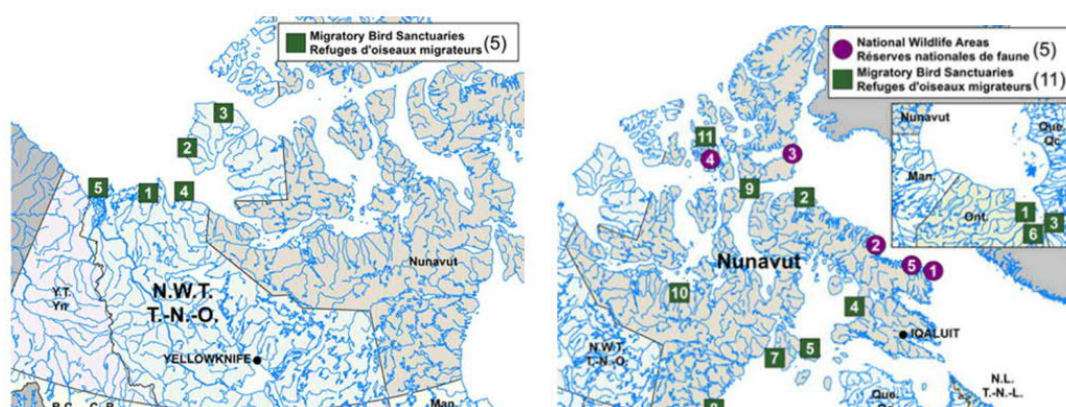 Migratory Bird Sanctuaries
Refuges d'oiseaux migrateurs (5)
3
2
5
1
4
Nunavut
Y.T.
Yn
N.W.T.
T.-N.-O.
YELLOWKNIFE
Man.
National Wildlife Areas
Réserves nationales de faune (5)
Migratory Bird Sanctuaries
Refuges d'oiseaux migrateurs (11)
Nunavut
Que.
Qc
Man.
Ont.
1
3
6
11
4
3
9
2
2
5
1
Nunavut
10
4
IQALUIT
N.W.T.
T.-N.-O.
7
5
N.L.
T.-N.-L.
Que.